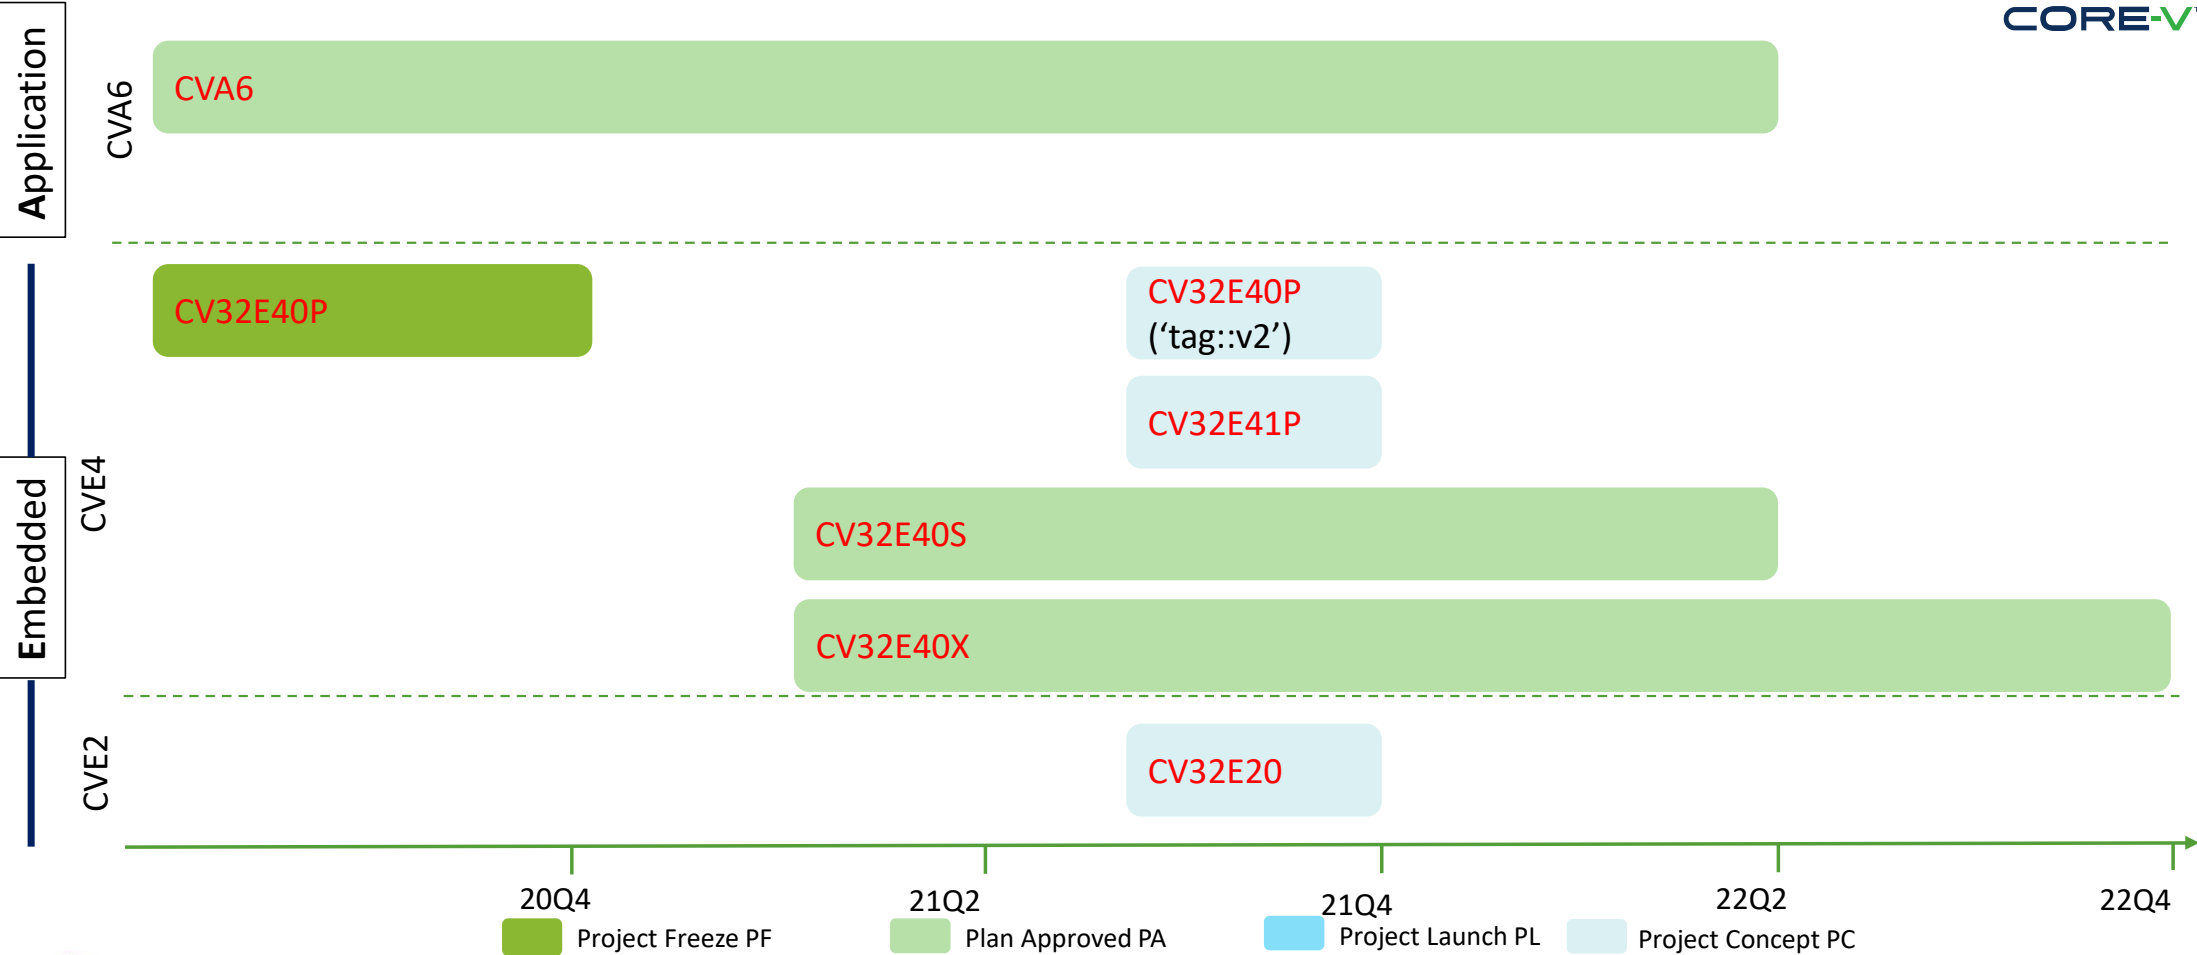 CORE-V
Application
CVA6
CVA6
CV32E40P
CV32E40P
(‘tag::v2’)
CV32E41P
Embedded
CVE4
CV32E40S
CV32E40X
CVE2
CV32E20
20Q4
21Q2
21Q4
22Q2
22Q4
Project Freeze PF
Plan Approved PA
Project Launch PL
Project Concept PC